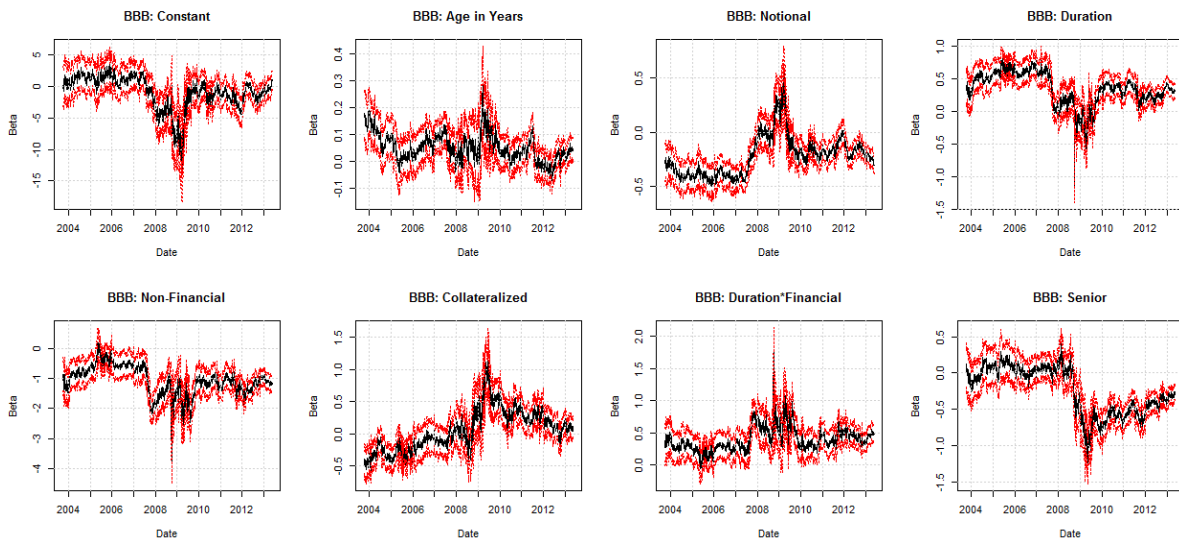 BBB: Constant
BBB: Age in Years
BBB: Notional
BBB: Duration
Beta
5
0
-5
-10
-15
2004 2006 2008 2010 2012
Date
Beta
0.4
0.3
0.2
0.1
0.0
-0.1
2004 2006 2008 2010 2012
Date
Beta
0.5
-0.0
-0.5
2004 2006 2008 2010 2012
Date
Beta
1.0
0.5
0.0
-0.5
-1.0
-1.5
2004 2006 2008 2010 2012
Date
BBB: Non-Financial
BBB: Collateralized
BBB: Duration*Financial
BBB: Senior
Beta
0
-1
-2
-3
-4
2004 2006 2008 2010 2012
Date
Beta
1.5
1.0
0.5
0.0
-0.5
2004 2006 2008 2010 2012
Date
Beta
2.0
1.5
1.0
0.5
0.0
2004 2006 2008 2010 2012
Date
Beta
0.5
0.0
-0.5
-1.0
-1.5
2004 2006 2008 2010 2012
Date